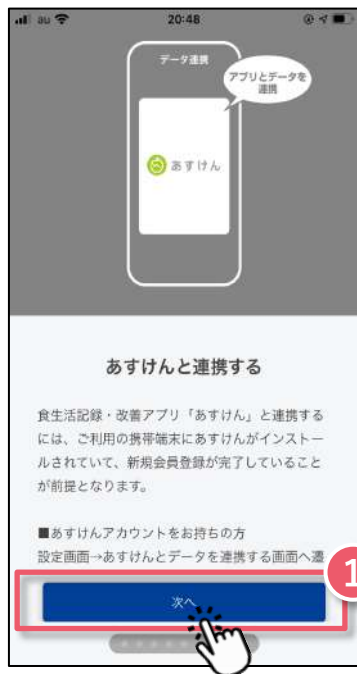 au
20:48
データ連携
アプリとデータを
連携
あすけん
あすけんと連携する
食生活記録・改善アプリ「あすけん」と連携する
には、ご利用の携帯端末にあすけんがインストー
ルされていて、新規会員登録が完了していること
が前提となります。
■あすけんアカウントをお持ちの方
設定画面→あすけんとデータを連携する画面へ遷
1
次へ